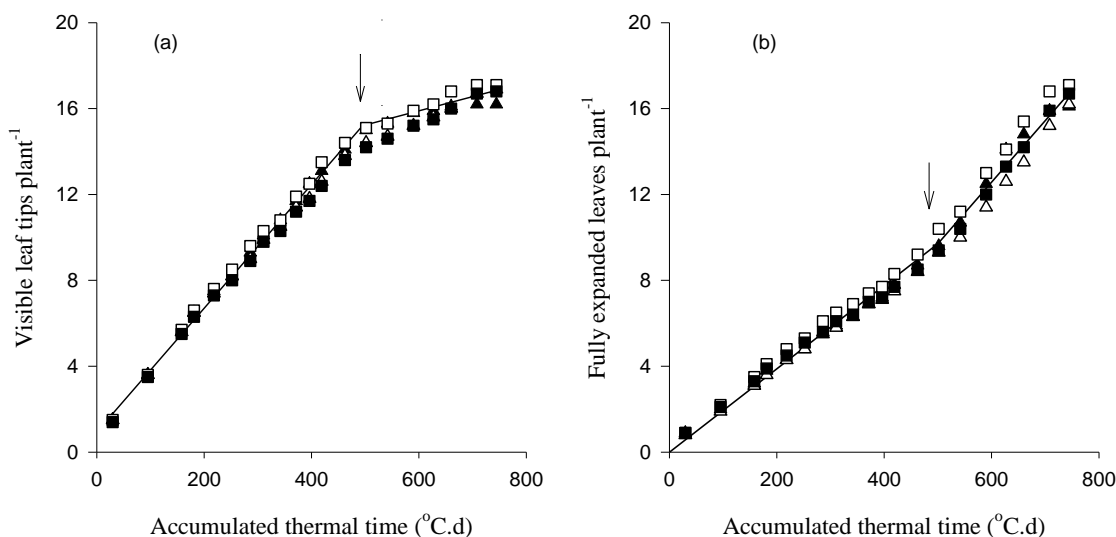 (a)
Visible leaf tips plant⁻¹
20
16
12
8
4
0
0 200 400 600 800
Accumulated thermal time (°C.d)
(b)
Fully expanded leaves plant⁻¹
20
16
12
8
4
0
0 200 400 600 800
Accumulated thermal time (°C.d)